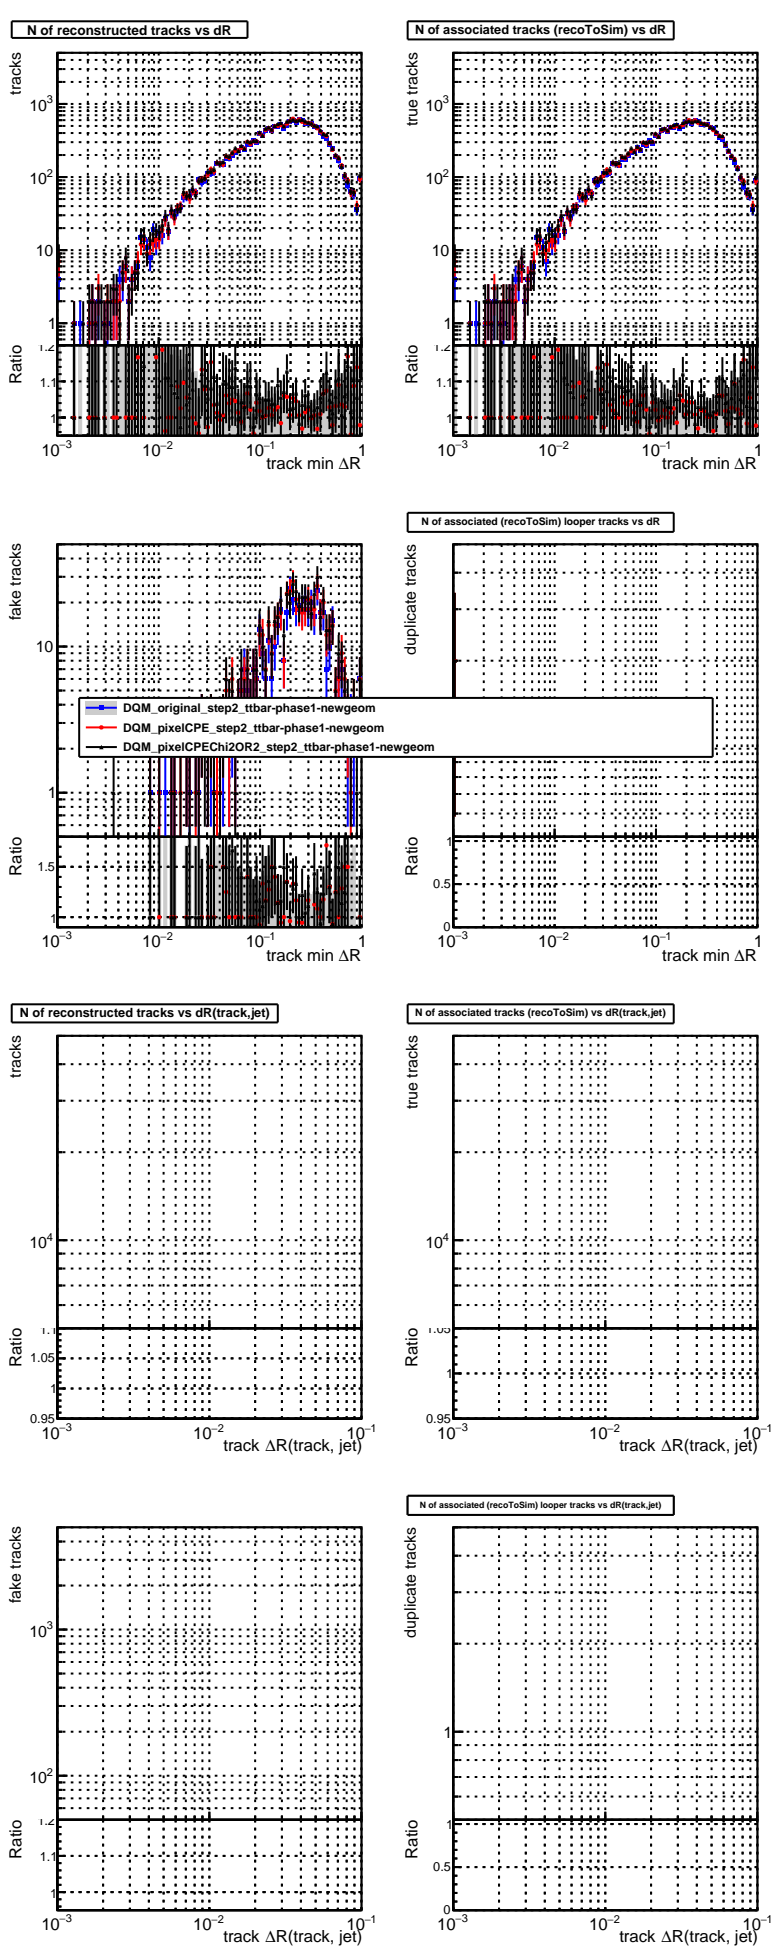 N of reconstructed tracks vs dR
tracks
10³
10²
10
1
Ratio
1.2
1.1
1
10⁻³
10⁻²
10⁻¹
1
track min ΔR
N of associated tracks (recoToSim) vs dR
true tracks
10³
10²
10
1
Ratio
1.2
1.1
1
10⁻³
10⁻²
10⁻¹
1
track min ΔR
fake tracks
10
1
Ratio
1.5
1
10⁻³
10⁻²
10⁻¹
1
track min ΔR
N of associated (recoToSim) looper tracks vs dR
duplicate tracks
Ratio
1
0.5
0
10⁻³
10⁻²
10⁻¹
1
track min ΔR
DQM_original_step2_ttbar-phase1-newgeom
DQM_pixelCPE_step2_ttbar-phase1-newgeom
DQM_pixelCPEChi2OR2_step2_ttbar-phase1-newgeom
N of reconstructed tracks vs dR(track,jet)
tracks
10⁴
Ratio
1.1
1.05
1
0.95
10⁻³
10⁻²
10⁻¹
track ΔR(track, jet)
N of associated tracks (recoToSim) vs dR(track,jet)
true tracks
10⁴
Ratio
1.05
1
0.95
10⁻³
10⁻²
10⁻¹
track ΔR(track, jet)
fake tracks
10³
10²
Ratio
1.2
1.1
1
10⁻³
10⁻²
10⁻¹
track ΔR(track, jet)
N of associated (recoToSim) looper tracks vs dR(track,jet)
duplicate tracks
1
Ratio
1
0.5
0
10⁻³
10⁻²
10⁻¹
track ΔR(track, jet)